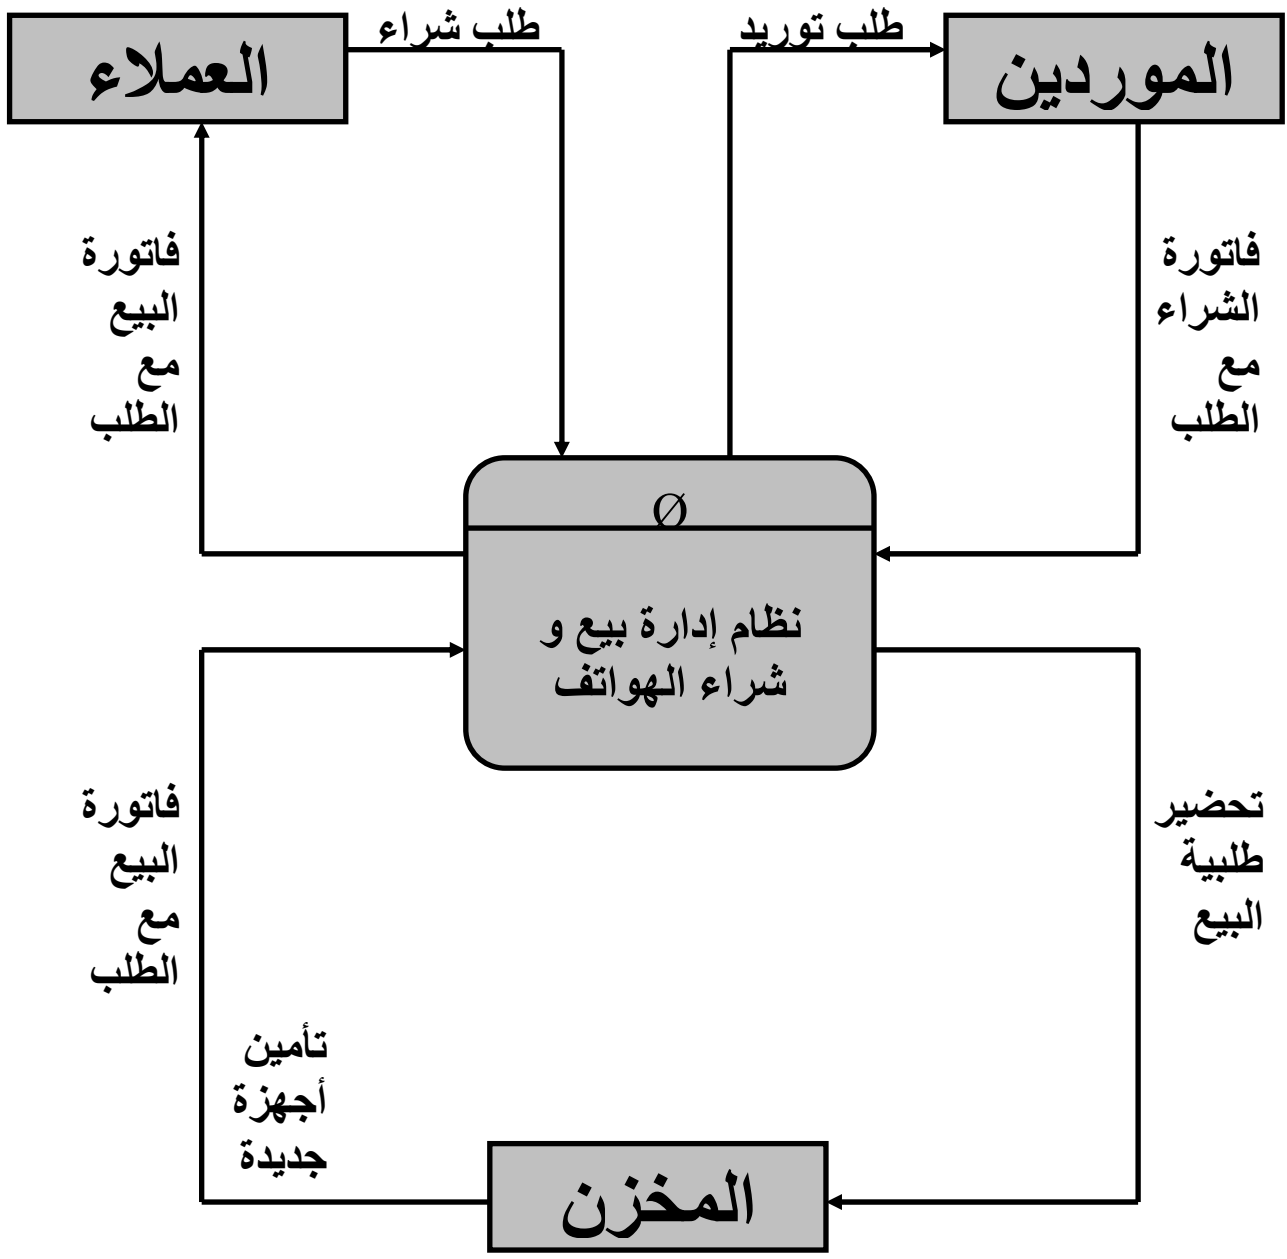 العملاء
طلب شراء
طلب توريد
الموردين
فاتورة
البيع
مع
الطلب
فاتورة
الشراء
مع
الطلب
Ø
نظام إدارة بيع و
شراء الهواتف
فاتورة
البيع
مع
الطلب
تحضير
طلبية
البيع
تأمين
أجهزة
جديدة
المخزن